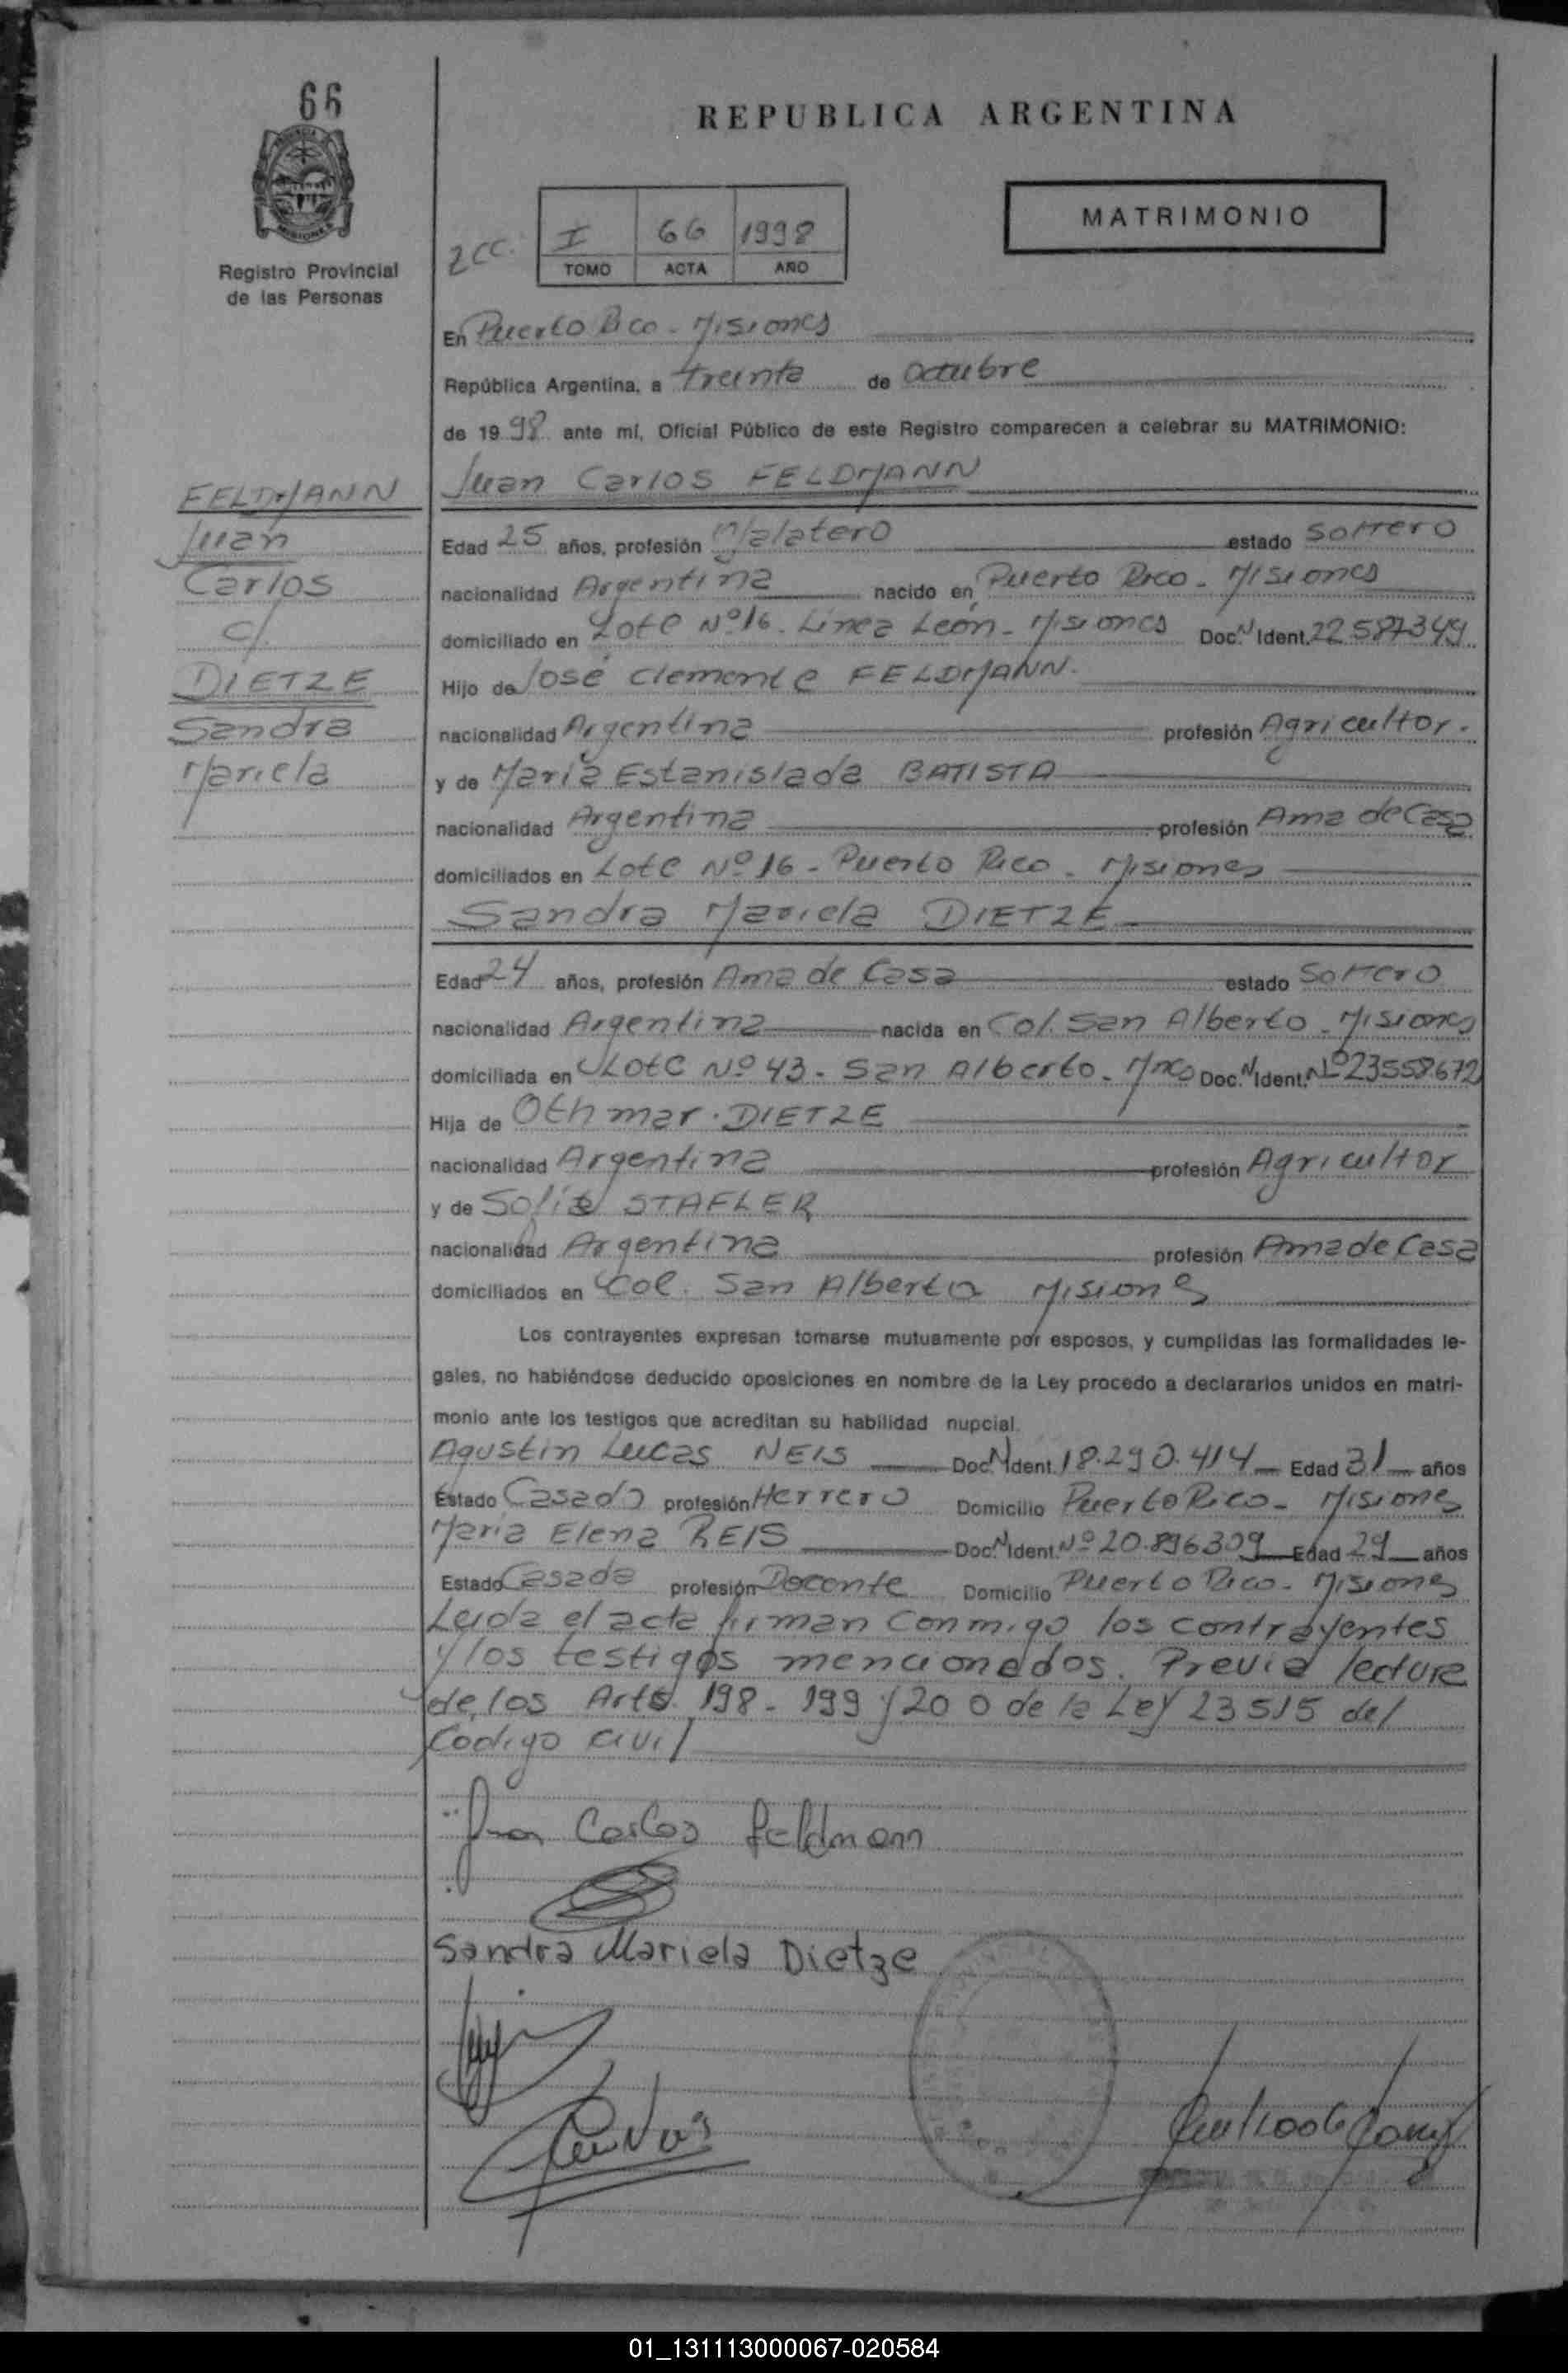 66
REPUBLICA ARGENTINA
MATRIMONIO
2CC.
I 66 1998
TOMO ACTA AÑO
Registro Provincial
de las Personas
En Puerto Rico - Misiones
República Argentina, a treinta de octubre
de 1998 ante mí, Oficial Público de este Registro comparecen a celebrar su MATRIMONIO:
FELDMANN
Juan
Carlos
c/.
DIETZE
Sandra
Mariela
Juan Carlos FELDMANN
Edad 25 años, profesión estado Soltero
nacionalidad Argentina nacido en Puerto Rico - Misiones
domiciliado en Lote Nº16. Línea León - Misiones Doc. N Ident. 22.587349
Hijo de José Clemente FELDMANN.
nacionalidad Argentina profesión Agricultor.
y de María Estanislada BATISTA
nacionalidad Argentina profesión Ama de Casa
domiciliados en Lote Nº 16 - Puerto Rico - Misiones
Sandra Mariela DIETZE
Edad 24 años, profesión Ama de Casa estado Soltero
nacionalidad Argentina nacida en Col. San Alberto - Misiones
domiciliada en Lote Nº 43 - San Alberto - Mnes Doc. N Ident. Nº23558672
Hija de Othmar DIETZE
nacionalidad Argentina profesión Agricultor
y de STAFLER
nacionalidad Argentina profesión Ama de Casa
domiciliados en Col. San Alberto Misiones
Los contrayentes expresan tomarse mutuamente por esposos, y cumplidas las formalidades le-
gales, no habiéndose deducido oposiciones en nombre de la Ley procedo a declararlos unidos en matri-
monio ante los testigos que acreditan su habilidad nupcial.
Agustin Lucas NEIS Doc. N Ident. 18.290.414 Edad 31 años
Estado Casado profesión Herrero Domicilio Puerto Rico - Misiones
María Elena REIS Doc. N Ident. Nº 20.896309 Edad 29 años
Estado Casada profesión Docente Domicilio Puerto Rico - Misiones
Leida el acta firman conmigo los contrayentes
y los testigos mencionados. Previa lectura
de los Arts. 198 - 199 y 200 de la Ley 23515 del
Codigo Civil
Juan Carlos Feldmann
Sandra Mariela Dietze
01_131113000067-020584